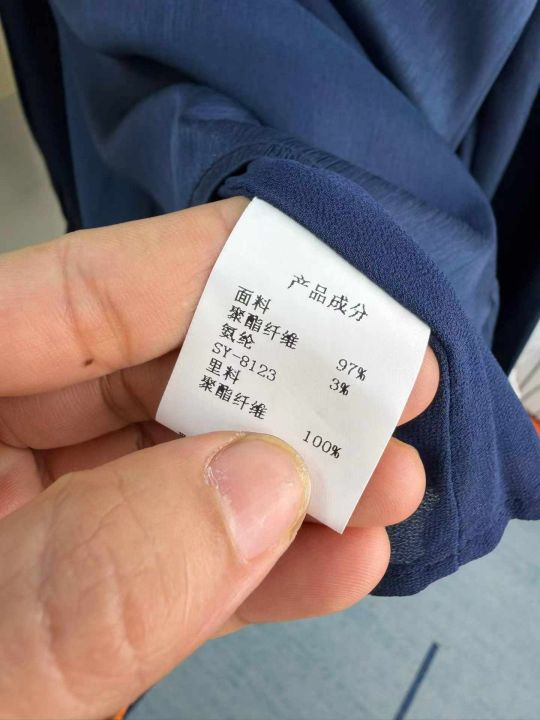 产品成分
面料
聚酯纤维 97%
氨纶 3%
SY-8123
里料
聚酯纤维 100%